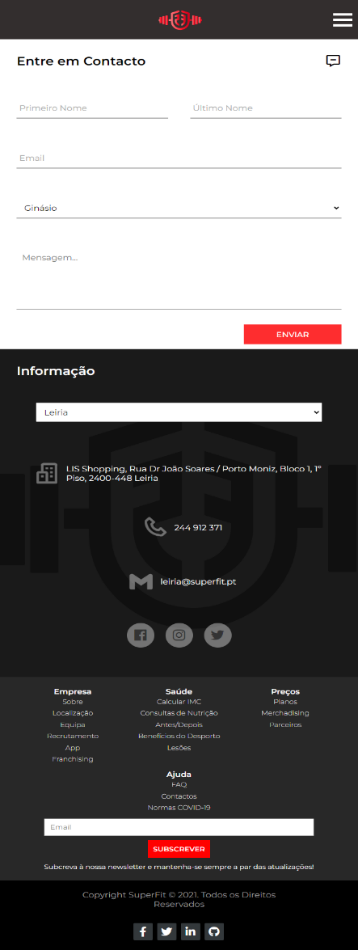 Entre em Contacto
Primeiro Nome
Último Nome
Email
Ginásio
Mensagem...
ENVIAR
Informação
Leiria
LIS Shopping, Rua Dr João Soares / Porto Moniz, Bloco 1, 1º
Piso, 2400-448 Leiria
244 912 371
leiria@superfit.pt
Empresa
Sobre
Localização
Equipa
Recrutamento
App
Franchising
Saúde
Calcular IMC
Consultas de Nutrição
Antes/Depois
Benefícios do Desporto
Lesões
Preços
Planos
Merchadising
Parceiros
Ajuda
FAQ
Contactos
Normas COVID-19
Email
SUBSCREVER
Subcreva à nossa newsletter e mantenha-se sempre a par das atualizações!
Copyright SuperFit © 2021. Todos os Direitos
Reservados